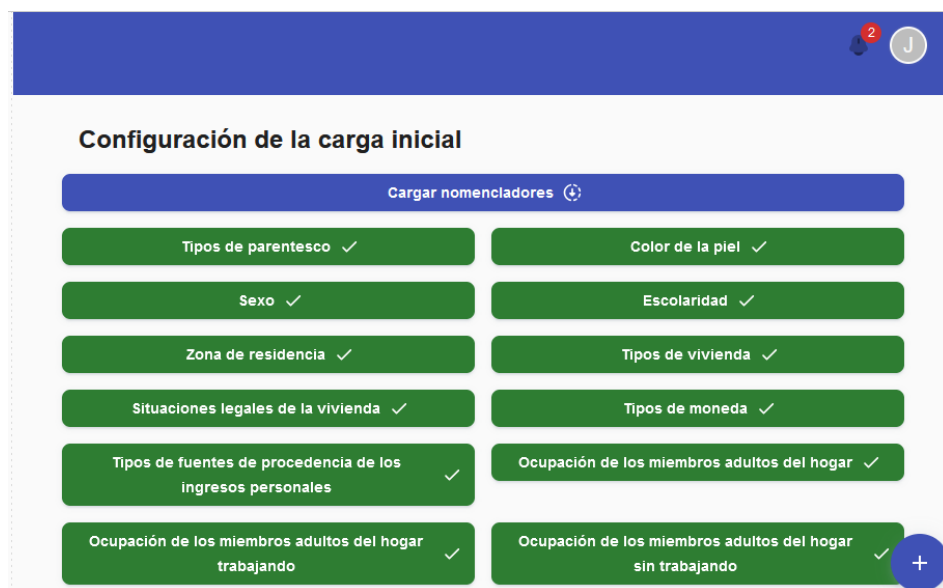 2
J
Configuración de la carga inicial
Cargar nomencladores
Tipos de parentesco
Color de la piel
Sexo
Escolaridad
Zona de residencia
Tipos de vivienda
Situaciones legales de la vivienda
Tipos de moneda
Tipos de fuentes de procedencia de los
ingresos personales
Ocupación de los miembros adultos del hogar
Ocupación de los miembros adultos del hogar
trabajando
Ocupación de los miembros adultos del hogar
sin trabajando